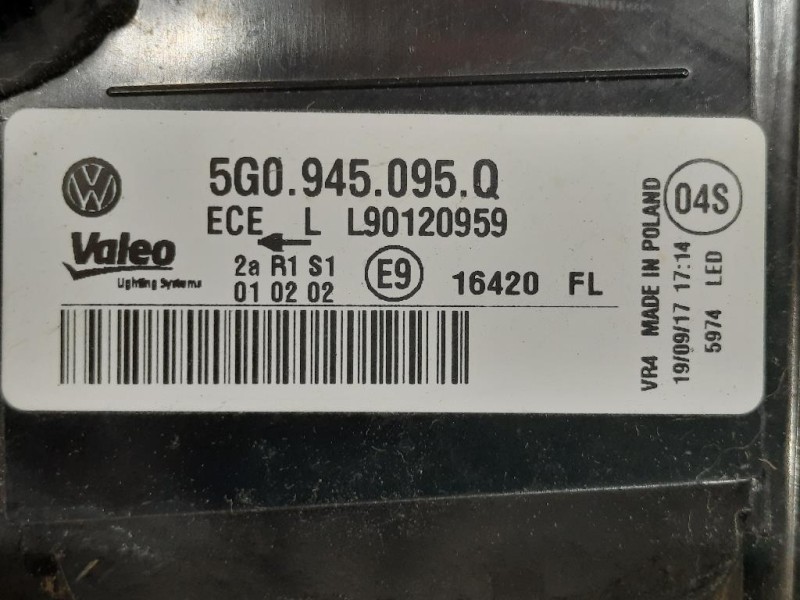 5G0.945.095.Q
ECE L L90120959
Valeo
Lighting Systems
2a R1 S1
01 02 02
E9
16420 FL
04S
VR4 MADE IN POLAND
19/09/17 17:14
5974 LED